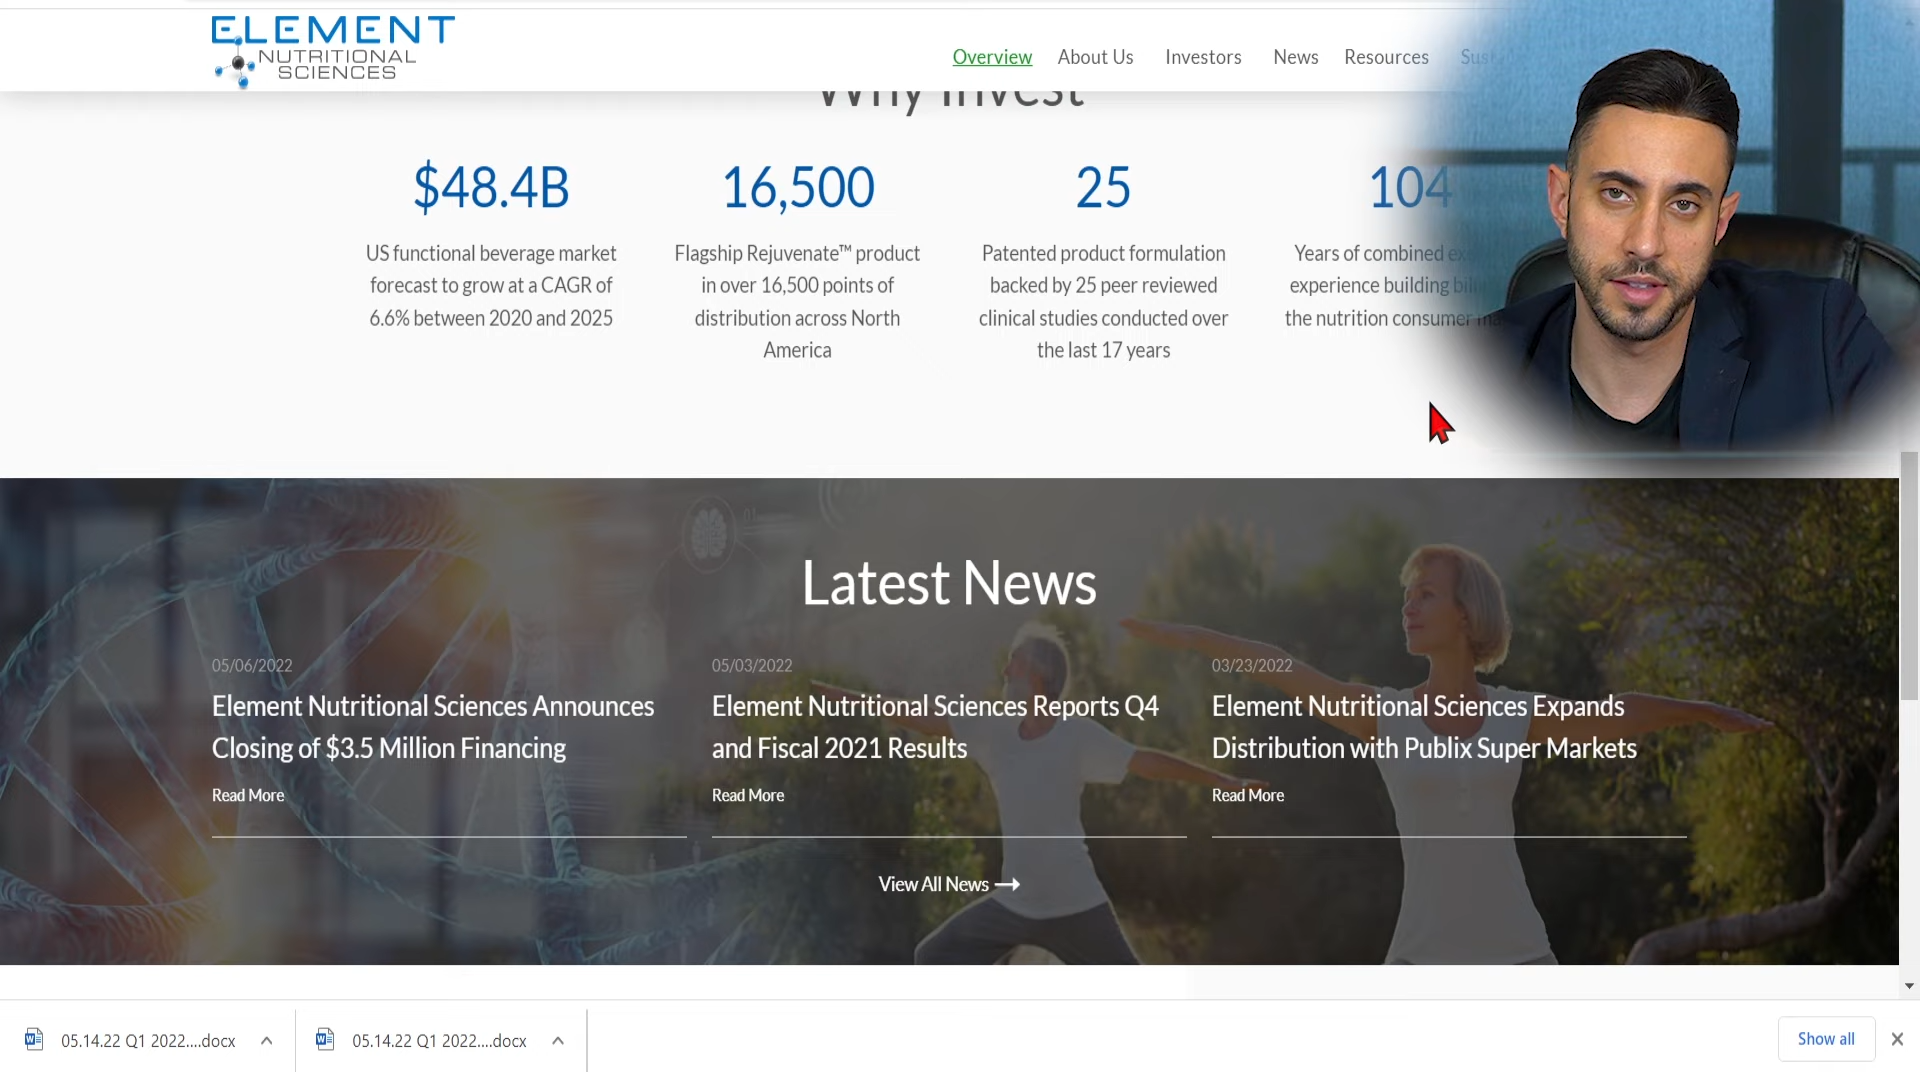 ELEMENT
NUTRITIONAL
SCIENCES
Overview About Us Investors News Resources
Why Invest
$48.4B
US functional beverage market
forecast to grow at a CAGR of
6.6% between 2020 and 2025
16,500
Flagship Rejuvenate™ product
in over 16,500 points of
distribution across North
America
25
Patented product formulation
backed by 25 peer reviewed
clinical studies conducted over
the last 17 years
104
Years of combined
experience building
the nutrition consumer
Latest News
05/06/2022
Element Nutritional Sciences Announces
Closing of $3.5 Million Financing
Read More
05/03/2022
Element Nutritional Sciences Reports Q4
and Fiscal 2021 Results
Read More
03/23/2022
Element Nutritional Sciences Expands
Distribution with Publix Super Markets
Read More
View All News
05.14.22 Q1 2022....docx
05.14.22 Q1 2022....docx
Show all